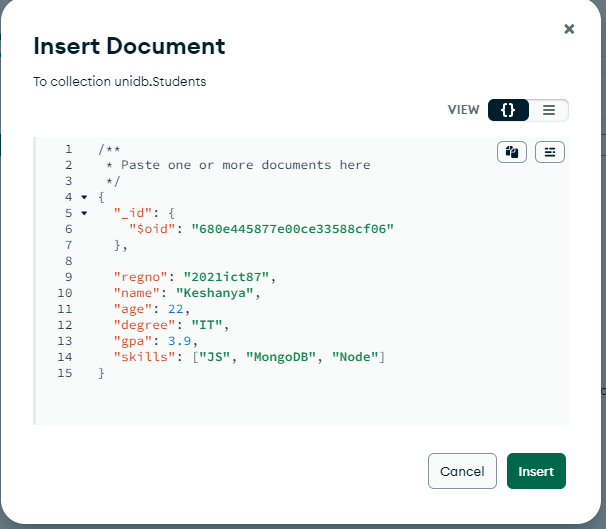 Insert Document
To collection unidb.Students
VIEW {}
1 /**
2 * Paste one or more documents here
3 */
4 {
5 "_id": {
6 "$oid": "680e445877e00ce33588cf06"
7 },
8
9 "regno": "2021ict87",
10 "name": "Keshanya",
11 "age": 22,
12 "degree": "IT",
13 "gpa": 3.9,
14 "skills": ["JS", "MongoDB", "Node"]
15 }
Cancel Insert